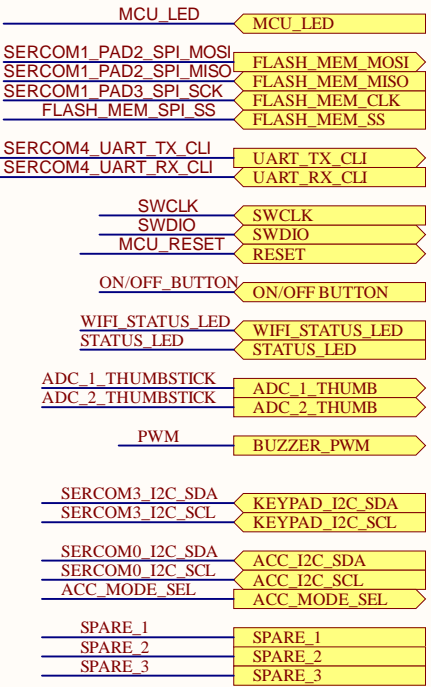 MCU_LED MCU_LED
SERCOM1_PAD2_SPI_MOSI FLASH_MEM_MOSI
SERCOM1_PAD2_SPI_MISO FLASH_MEM_MISO
SERCOM1_PAD3_SPI_SCK FLASH_MEM_CLK
FLASH_MEM_SPI_SS FLASH_MEM_SS
SERCOM4_UART_TX_CLI UART_TX_CLI
SERCOM4_UART_RX_CLI UART_RX_CLI
SWCLK SWCLK
SWDIO SWDIO
MCU_RESET RESET
ON/OFF_BUTTON ON/OFF BUTTON
WIFI_STATUS_LED WIFI_STATUS_LED
STATUS_LED STATUS_LED
ADC_1_THUMBSTICK ADC_1_THUMB
ADC_2_THUMBSTICK ADC_2_THUMB
PWM BUZZER_PWM
SERCOM3_I2C_SDA KEYPAD_I2C_SDA
SERCOM3_I2C_SCL KEYPAD_I2C_SCL
SERCOM0_I2C_SDA ACC_I2C_SDA
SERCOM0_I2C_SCL ACC_I2C_SCL
ACC_MODE_SEL ACC_MODE_SEL
SPARE_1 SPARE_1
SPARE_2 SPARE_2
SPARE_3 SPARE_3